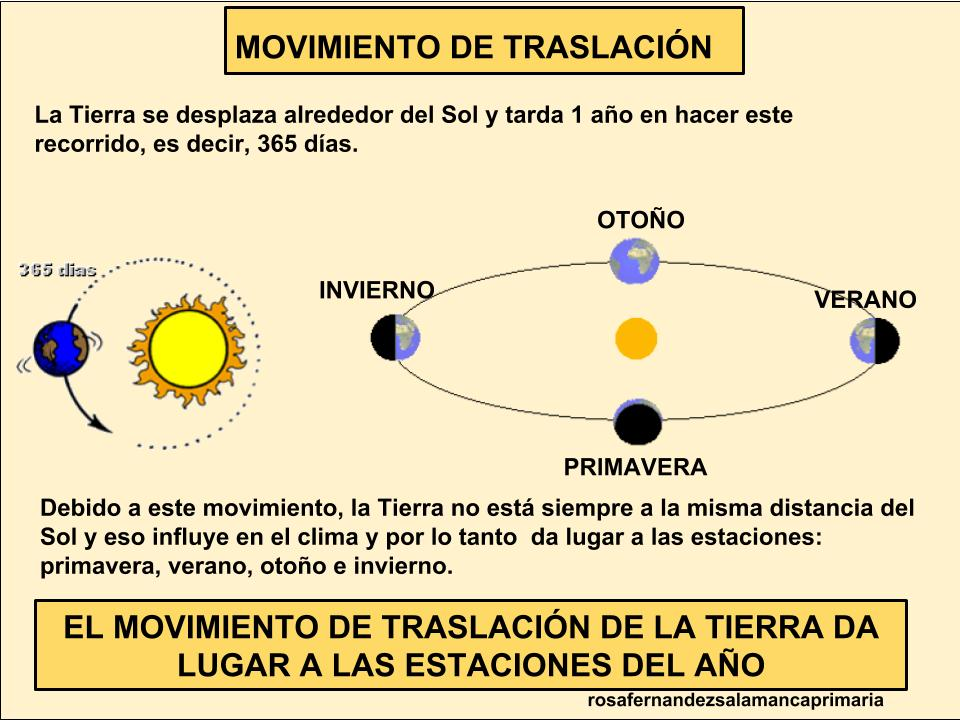 MOVIMIENTO DE TRASLACIÓN
La Tierra se desplaza alrededor del Sol y tarda 1 año en hacer este
recorrido, es decir, 365 días.
OTOÑO
365 dias
INVIERNO
VERANO
PRIMAVERA
Debido a este movimiento, la Tierra no está siempre a la misma distancia del
Sol y eso influye en el clima y por lo tanto  da lugar a las estaciones:
primavera, verano, otoño e invierno.
EL MOVIMIENTO DE TRASLACIÓN DE LA TIERRA DA
LUGAR A LAS ESTACIONES DEL AÑO
rosafernandezsalamancaprimaria